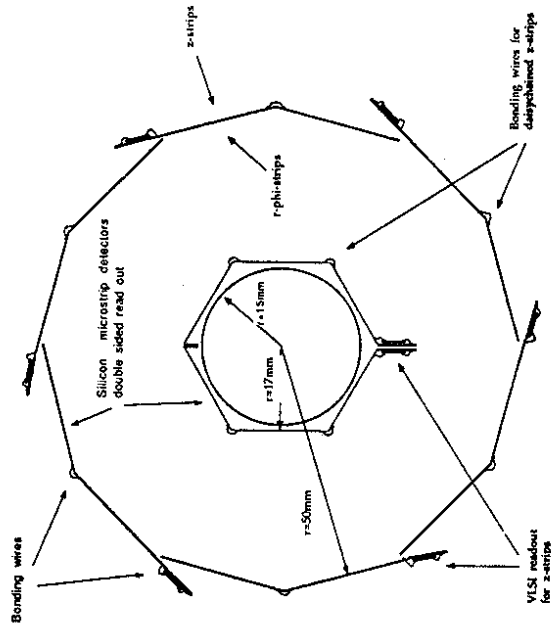 Bonding wires
Silicon microstrip detectors
double sided read out
z-strips
r-phi-strips
r=15mm
r=17mm
r=50mm
Bonding wires for
daisychained z-strips
VLSI readout
for z-strips